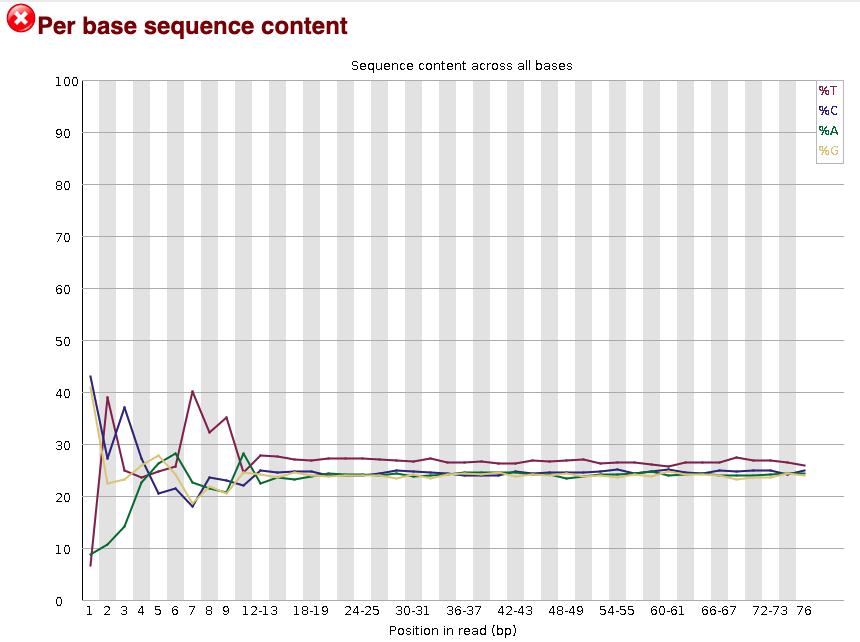 Per base sequence content
Sequence content across all bases
%T
%C
%A
%G
100
90
80
70
60
50
40
30
20
10
0
1 2 3 4 5 6 7 8 9 12-13 18-19 24-25 30-31 36-37 42-43 48-49 54-55 60-61 66-67 72-73 76
Position in read (bp)